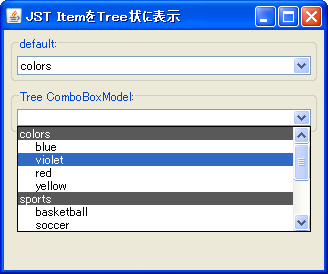 JST ItemをTree状に表示
default:
colors
Tree ComboBoxModel:
colors
blue
violet
red
yellow
sports
basketball
soccer